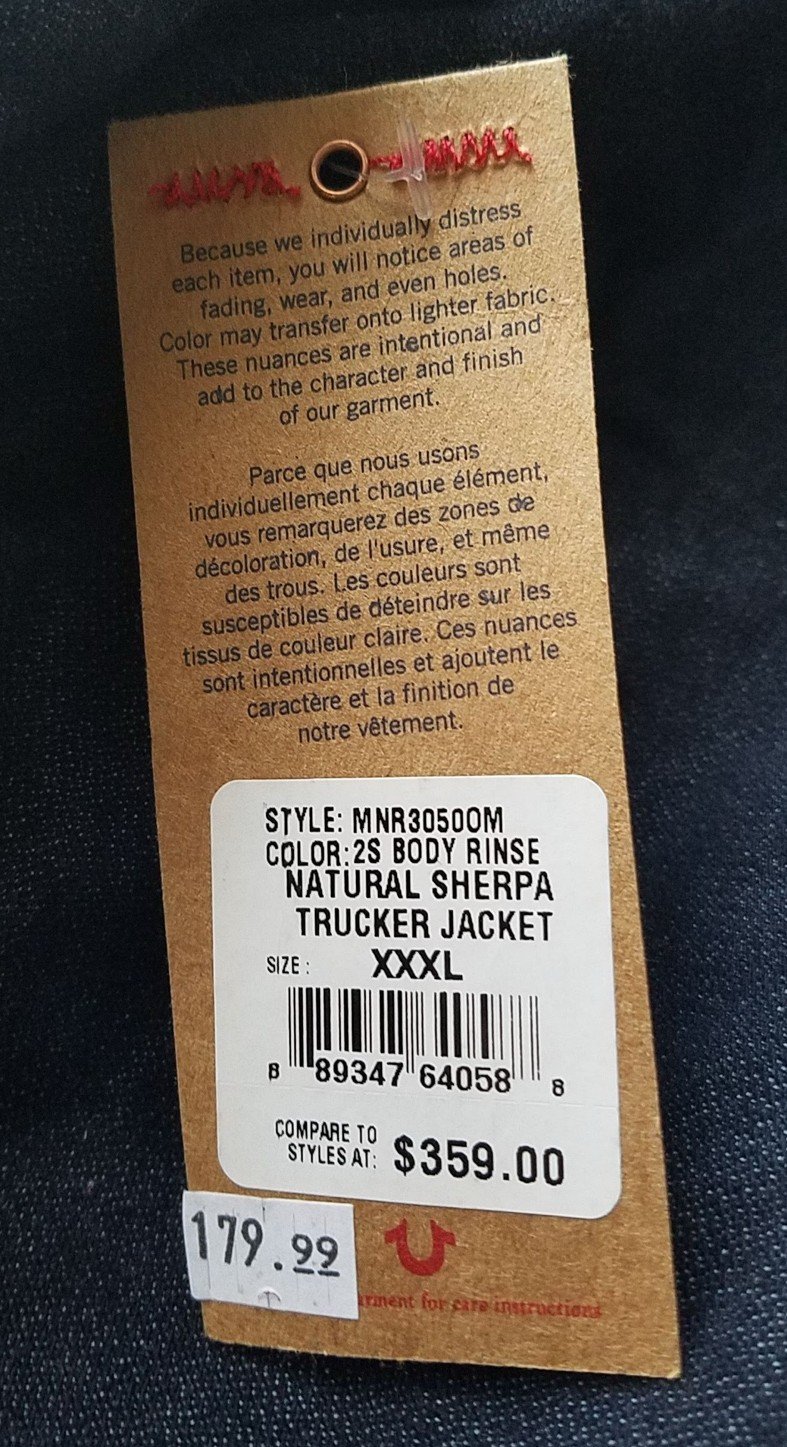 Because we individually distress
each item, you will notice areas of
fading, wear, and even holes.
Color may transfer onto lighter fabric.
These nuances are intentional and
add to the character and finish
of our garment.
Parce que nous usons
individuellement chaque élément,
vous remarquerez des zones de
décoloration, de l'usure, et même
des trous. Les couleurs sont
susceptibles de déteindre sur les
tissus de couleur claire. Ces nuances
sont intentionnelles et ajoutent le
caractère et la finition de
notre vêtement.
STYLE: MNR30500M
COLOR:2S BODY RINSE
NATURAL SHERPA
TRUCKER JACKET
SIZE: XXXL
8 89347 64058 8
COMPARE TO
STYLES AT: $359.00
179.99
for care instructions